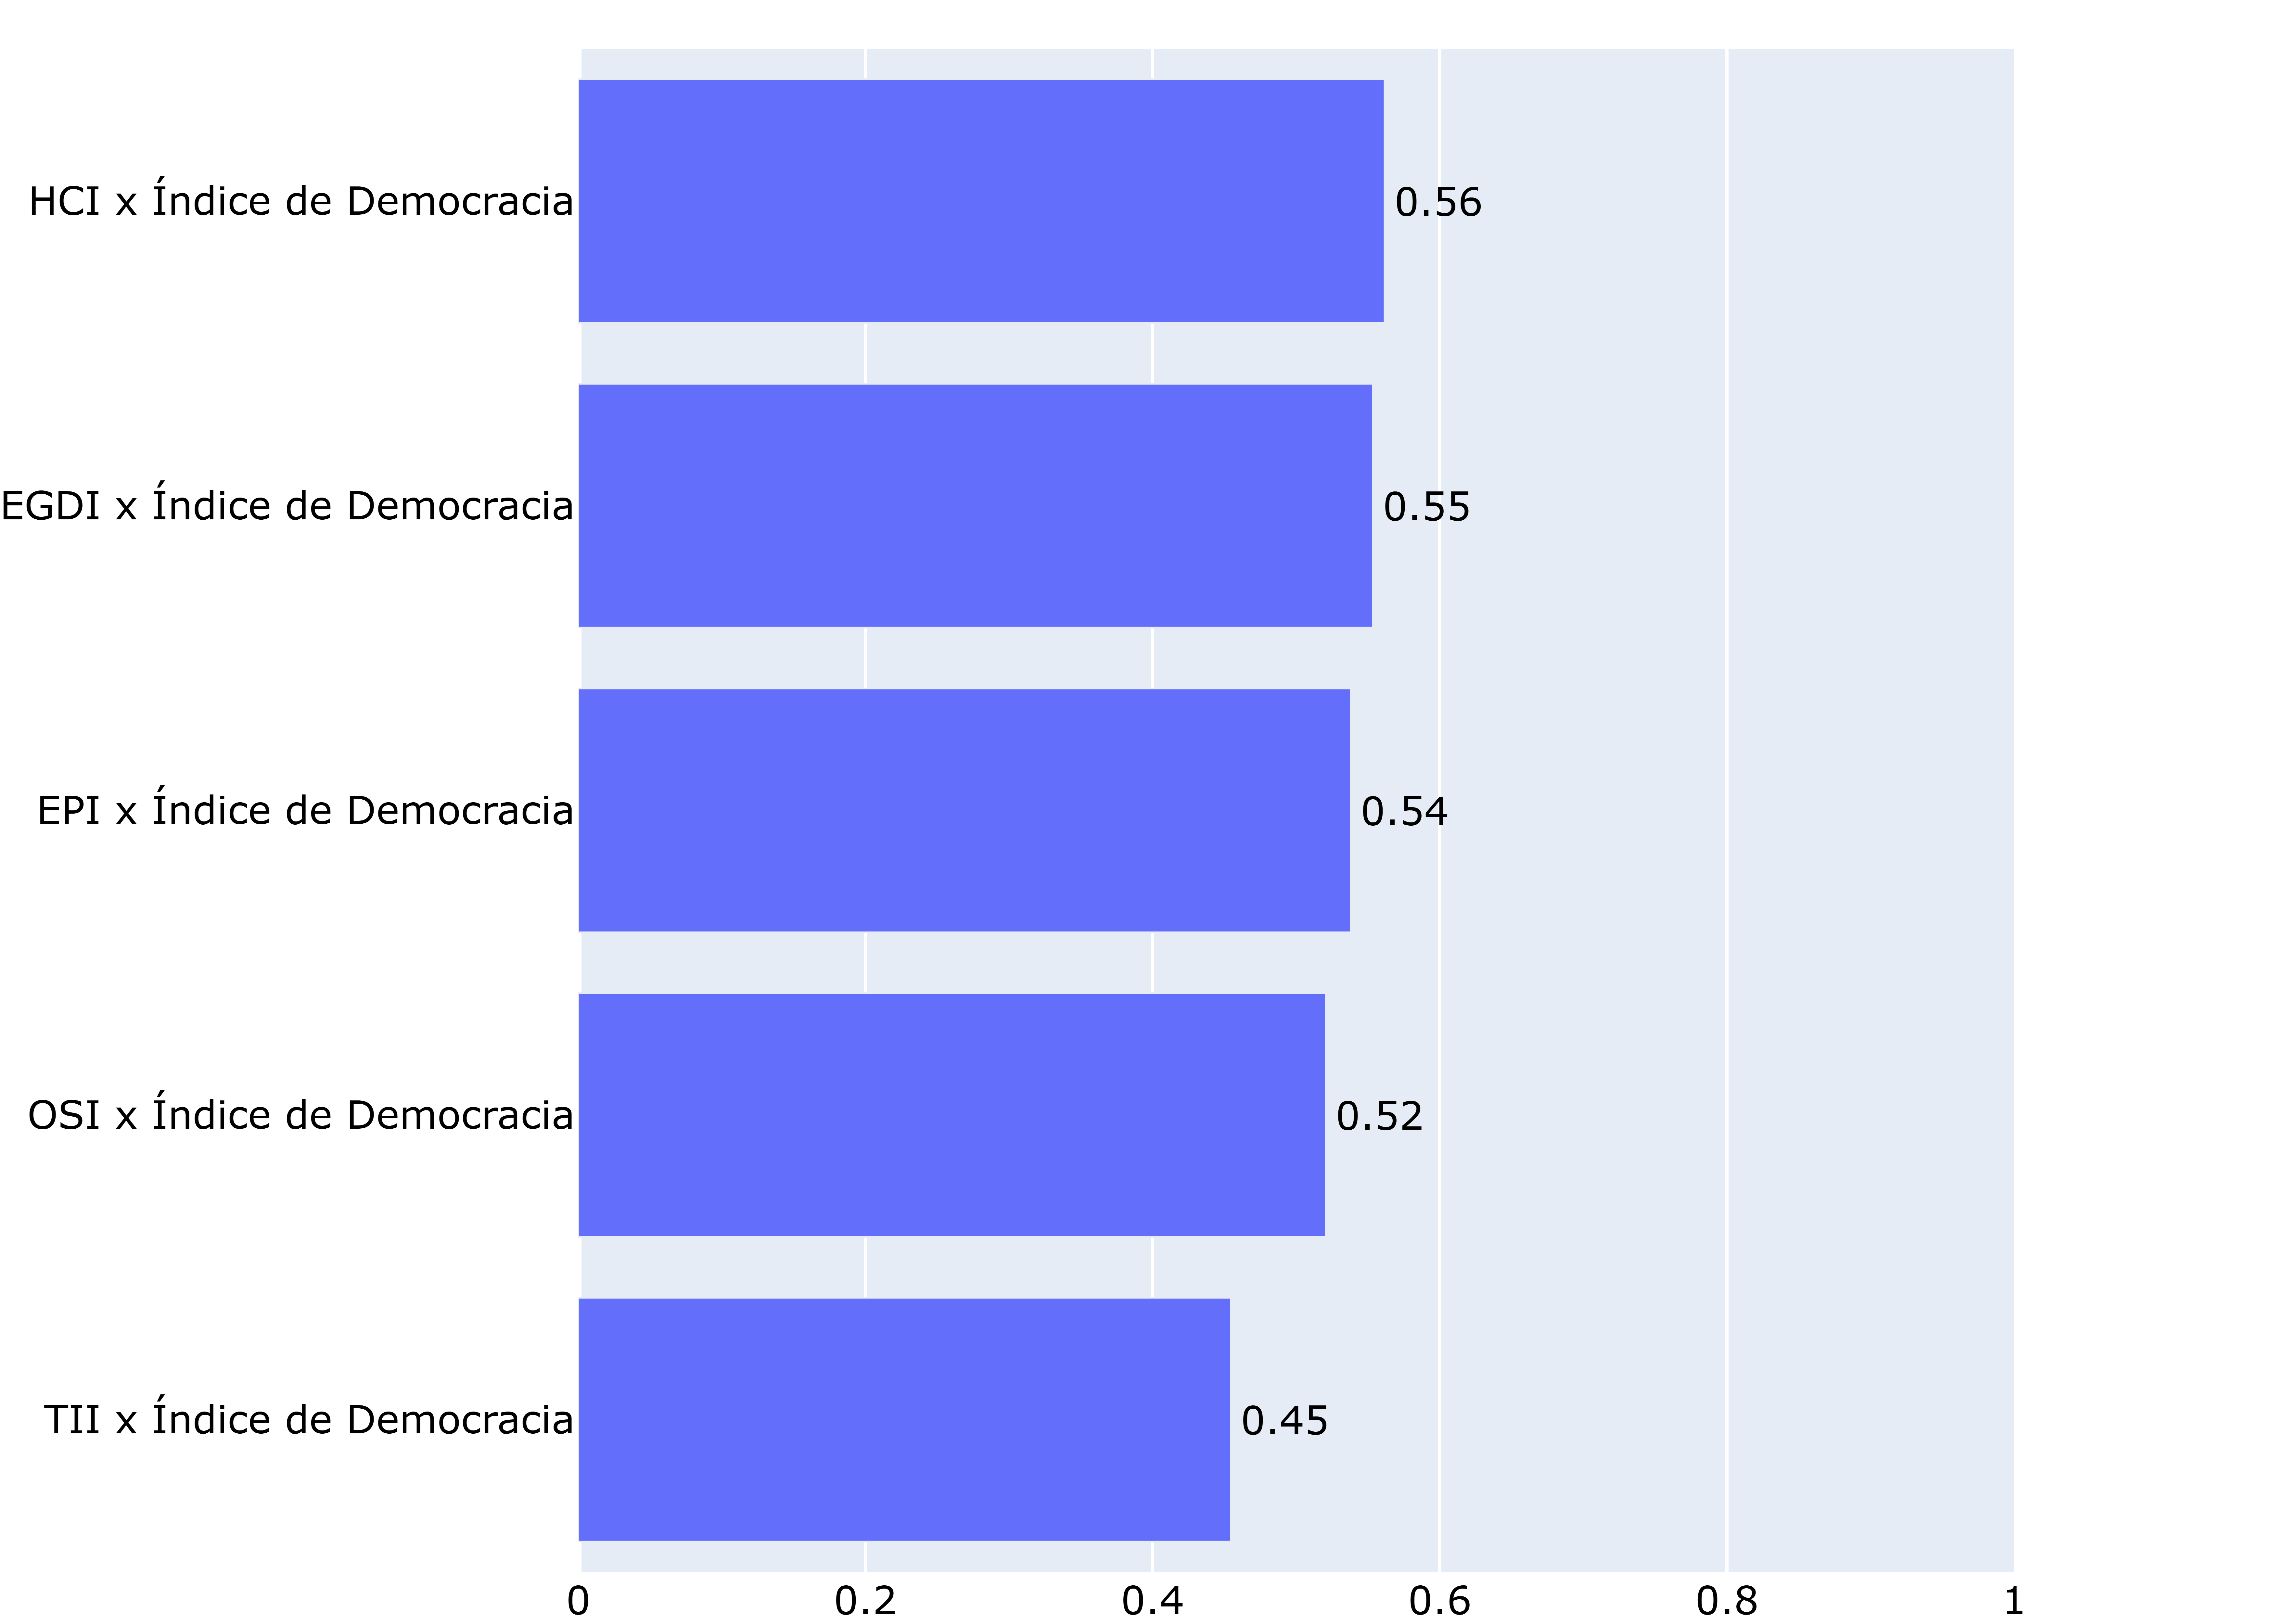 HCI x Índice de Democracia 0.56
EGDI x Índice de Democracia 0.55
EPI x Índice de Democracia 0.54
OSI x Índice de Democracia 0.52
TII x Índice de Democracia 0.45
0 0.2 0.4 0.6 0.8 1